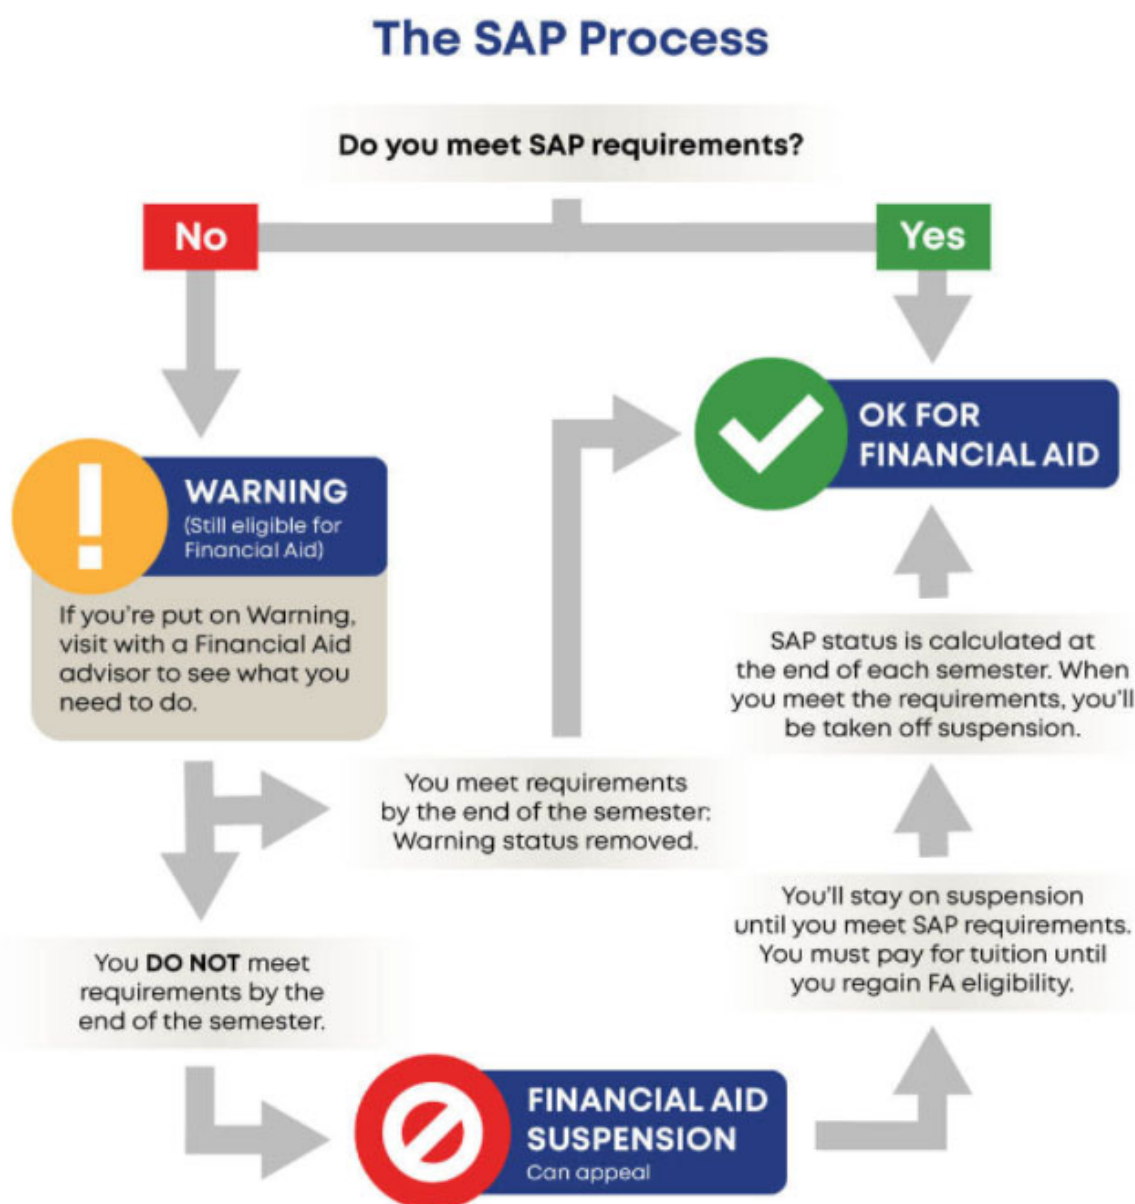 The SAP Process
Do you meet SAP requirements?
No
Yes
OK FOR
FINANCIAL AID
WARNING
(Still eligible for
Financial Aid)
If you're put on Warning,
visit with a Financial Aid
advisor to see what you
need to do.
SAP status is calculated at
the end of each semester. When
you meet the requirements, you'll
be taken off suspension.
You meet requirements
by the end of the semester:
Warning status removed.
You'll stay on suspension
until you meet SAP requirements.
You must pay for tuition until
you regain FA eligibility.
You DO NOT meet
requirements by the
end of the semester.
FINANCIAL AID
SUSPENSION
Can appeal